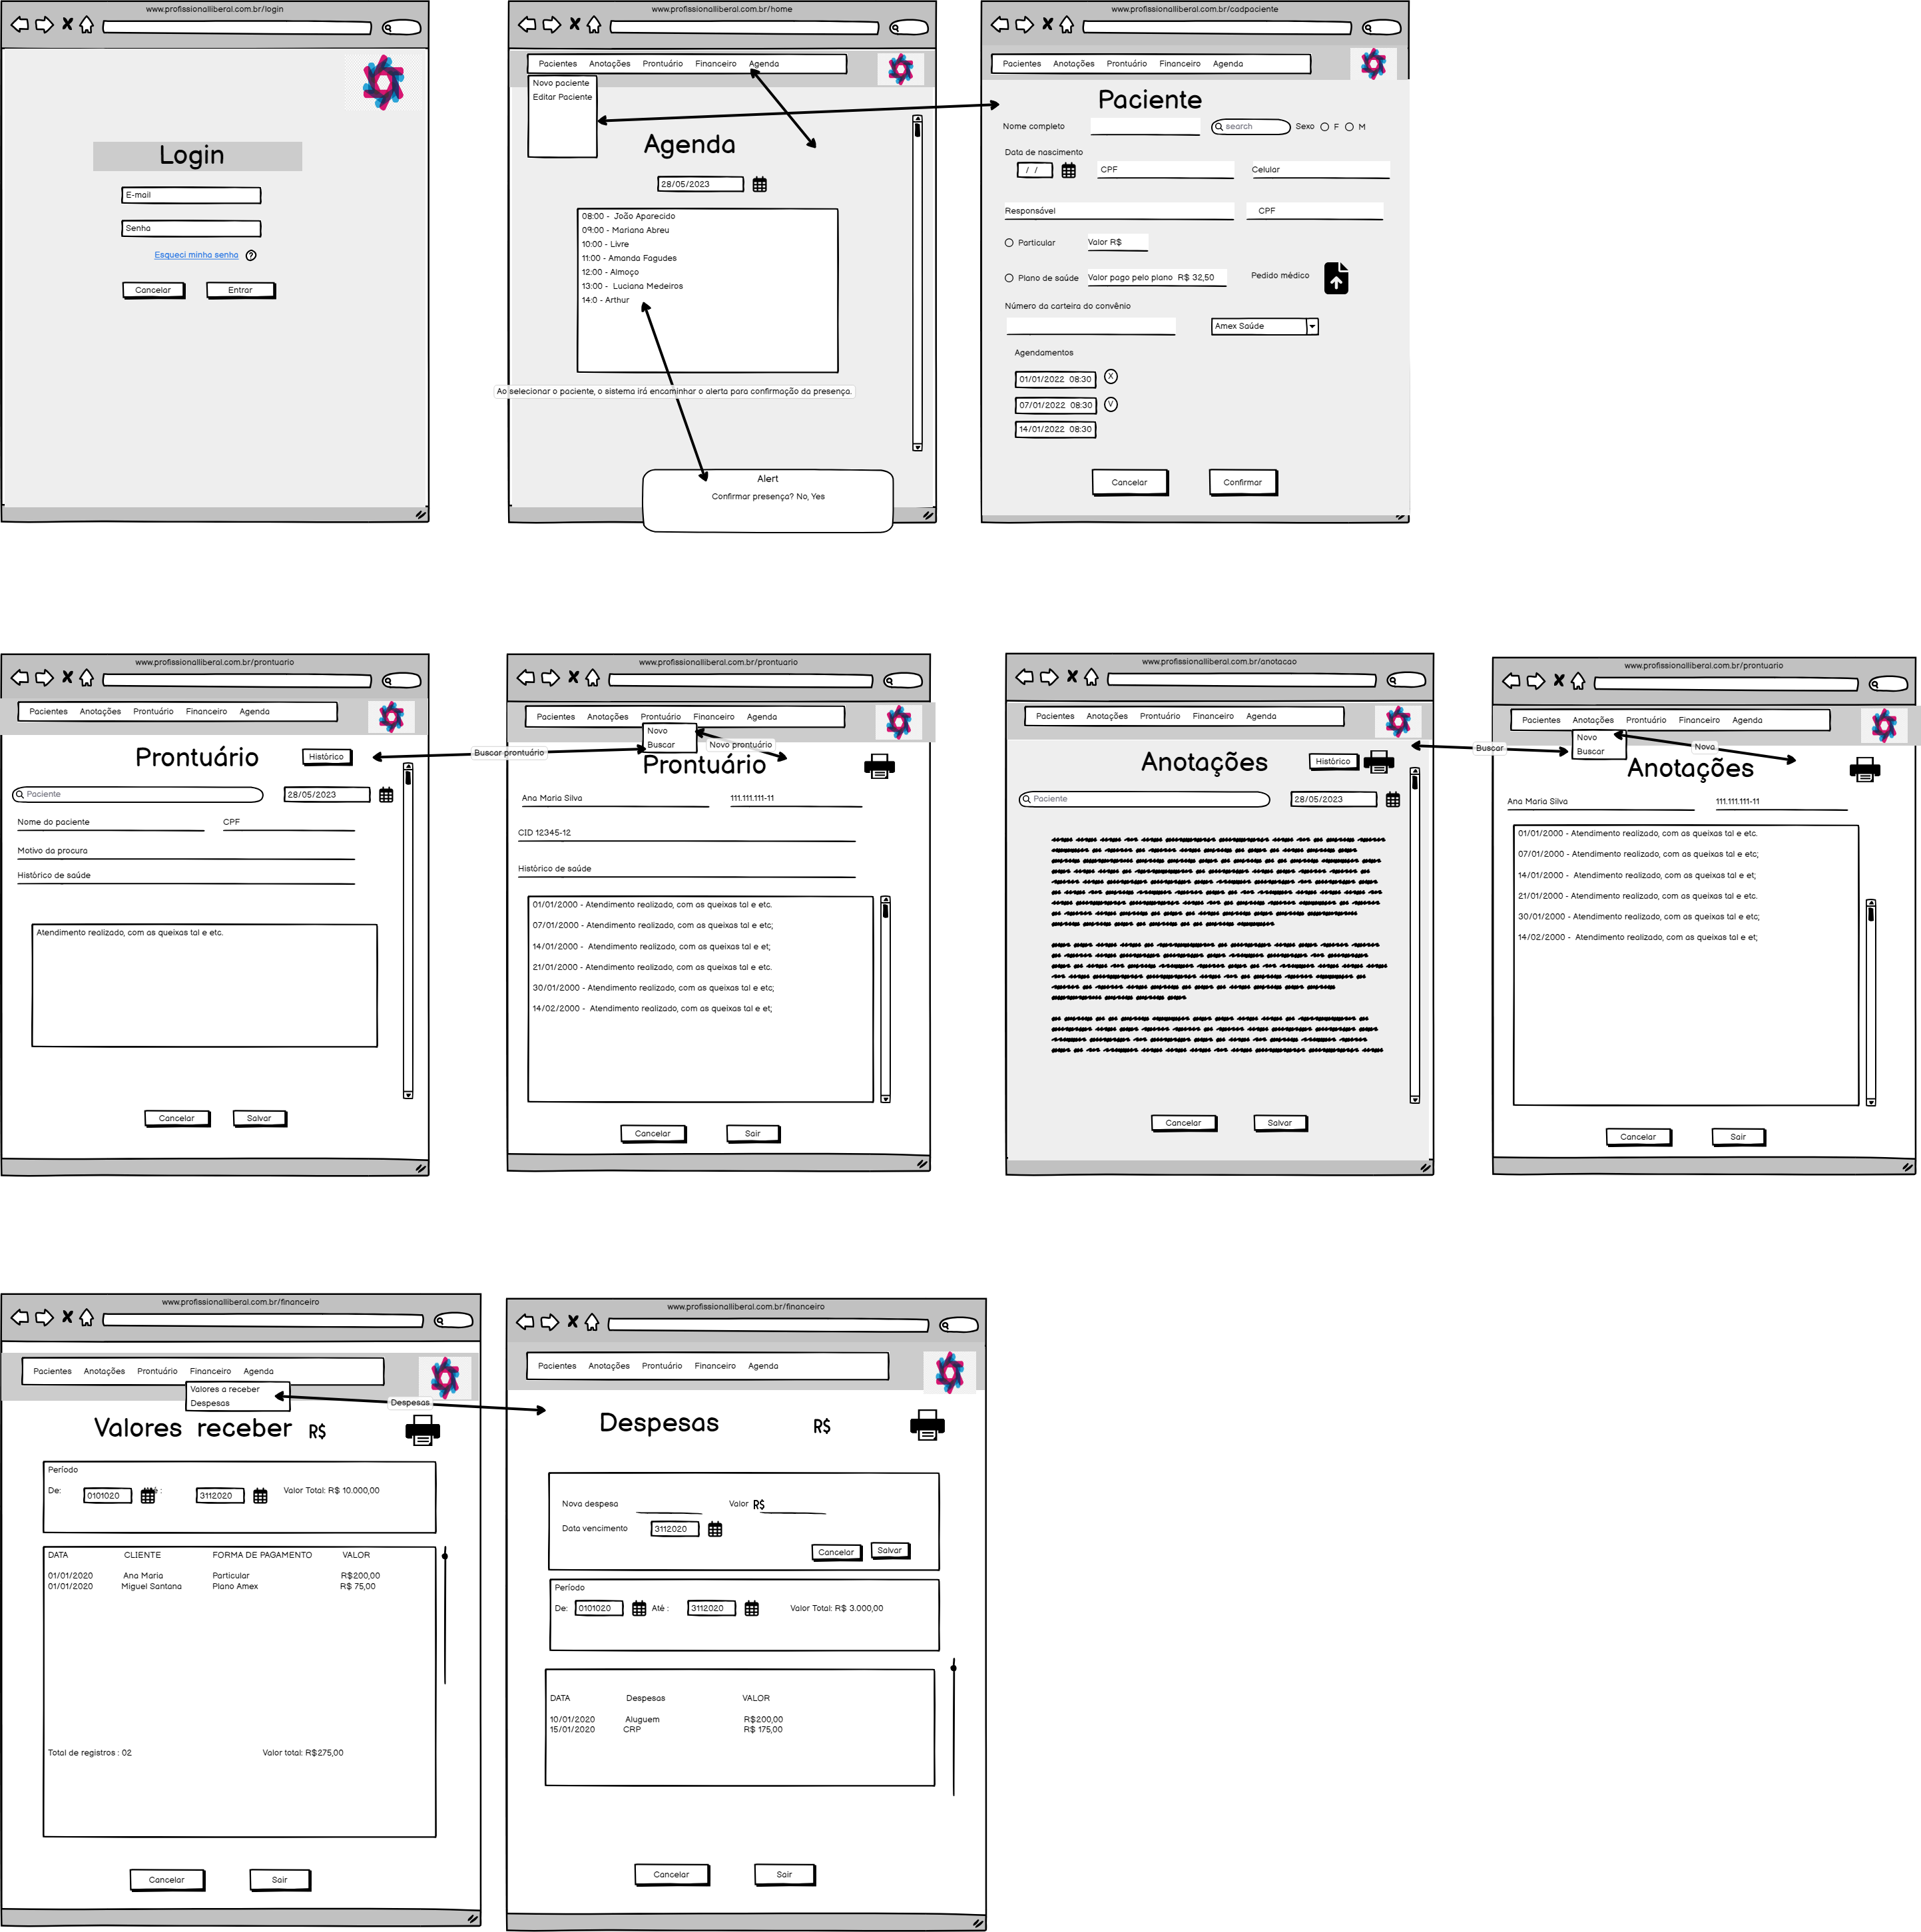 www.profissionalliberal.com.br/login
Login
E-mail
Senha
Esqueci minha senha ?
Cancelar Entrar
www.profissionalliberal.com.br/home
Pacientes Anotações Prontuário Financeiro Agenda
Novo paciente
Editar Paciente
Agenda
28/05/2023
08:00 - João Aparecido
09:00 - Mariana Abreu
10:00 - Livre
11:00 - Amanda Fagudes
12:00 - Almoço
13:00 - Luciana Medeiros
14:0 - Arthur
Ao selecionar o paciente, o sistema irá encaminhar o alerta para confirmação da presença.
Alert
Confirmar presença? No, Yes
www.profissionalliberal.com.br/cadpaciente
Pacientes Anotações Prontuário Financeiro Agenda
Paciente
Nome completo search Sexo F M
Data de nascimento
/ / CPF Celular
Responsável CPF
Particular Valor R$
Plano de saúde Valor pago pelo plano R$ 32,50 Pedido médico
Número da carteira do convênio
Amex Saúde
Agendamentos
01/01/2022 08:30 X
07/01/2022 08:30 V
14/01/2022 08:30
Cancelar Confirmar
www.profissionalliberal.com.br/prontuario
Pacientes Anotações Prontuário Financeiro Agenda
Prontuário Histórico
Paciente 28/05/2023
Nome do paciente CPF
Motivo da procura
Histórico de saúde
Atendimento realizado, com as queixas tal e etc.
Cancelar Salvar
Buscar prontuário
www.profissionalliberal.com.br/prontuario
Pacientes Anotações Prontuário Financeiro Agenda
Novo
Buscar
Novo prontuário
Prontuário
Ana Maria Silva 111.111.111-11
CID 12345-12
Histórico de saúde
01/01/2000 - Atendimento realizado, com as queixas tal e etc.
07/01/2000 - Atendimento realizado, com as queixas tal e etc;
14/01/2000 - Atendimento realizado, com as queixas tal e et;
21/01/2000 - Atendimento realizado, com as queixas tal e etc.
30/01/2000 - Atendimento realizado, com as queixas tal e etc;
14/02/2000 - Atendimento realizado, com as queixas tal e et;
Cancelar Sair
www.profissionalliberal.com.br/anotacao
Pacientes Anotações Prontuário Financeiro Agenda
Anotações Histórico
Paciente 28/05/2023
Cancelar Salvar
Buscar
www.profissionalliberal.com.br/prontuario
Pacientes Anotações Prontuário Financeiro Agenda
Novo
Buscar
Nova
Anotações
Ana Maria Silva 111.111.111-11
01/01/2000 - Atendimento realizado, com as queixas tal e etc.
07/01/2000 - Atendimento realizado, com as queixas tal e etc;
14/01/2000 - Atendimento realizado, com as queixas tal e et;
21/01/2000 - Atendimento realizado, com as queixas tal e etc.
30/01/2000 - Atendimento realizado, com as queixas tal e etc;
14/02/2000 - Atendimento realizado, com as queixas tal e et;
Cancelar Sair
www.profissionalliberal.com.br/financeiro
Pacientes Anotações Prontuário Financeiro Agenda
Valores a receber
Despesas
Despesas
Valores receber R$
Período
De: 0101020 3112020 Valor Total: R$ 10.000,00
DATA CLIENTE FORMA DE PAGAMENTO VALOR
01/01/2020 Ana Maria Particular R$200,00
01/01/2020 Miguel Santana Plano Amex R$ 75,00
Total de registros : 02 Valor total: R$275,00
Cancelar Sair
www.profissionalliberal.com.br/financeiro
Pacientes Anotações Prontuário Financeiro Agenda
Despesas R$
Nova despesa Valor R$
Data vencimento 3112020
Cancelar Salvar
Período
De: 0101020 Até : 3112020 Valor Total: R$ 3.000,00
DATA Despesas VALOR
10/01/2020 Aluguem R$200,00
15/01/2020 CRP R$ 175,00
Cancelar Sair